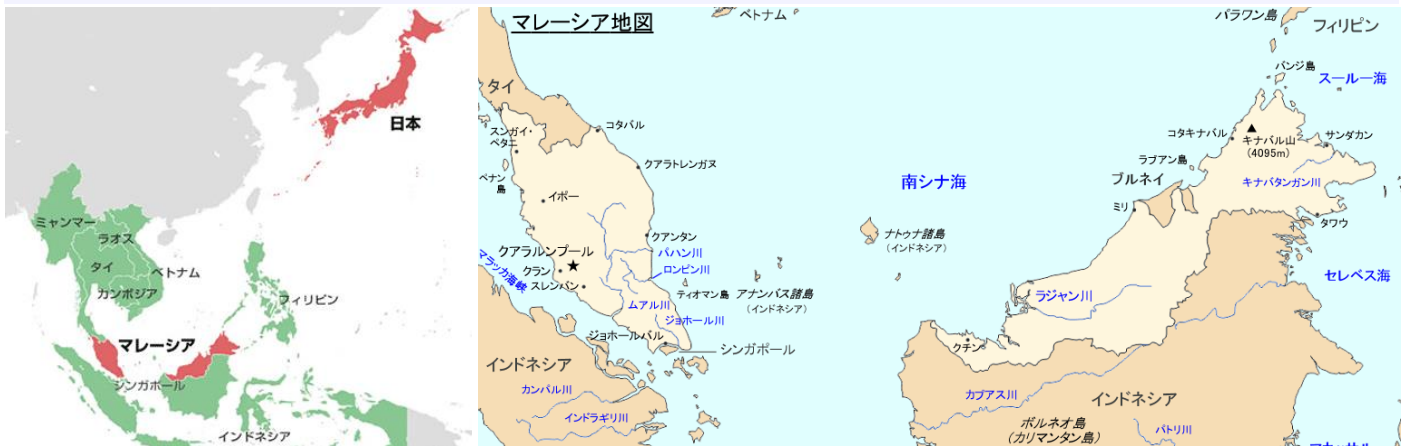 日本
ミャンマー
ラオス
タイ
ベトナム
カンボジア
フィリピン
マレーシア
シンガポール
インドネシア
マレーシア地図
ベトナム
パラワン島
フィリピン
バンジ島
スールー海
タイ
スンガイ・
ペタニ
コタバル
コタキナバル
キナバル山
(4095m)
サンダカン
ペナン
島
クアラトレンガヌ
ラブアン島
ブルネイ
キナバタンガン川
イポー
南シナ海
ミリ
タワウ
クアンタン
ナトゥナ諸島
(インドネシア)
クアラルンプール
パハン川
マラッカ海峡
クラン
ロンピン川
セレベス海
スレンバン
ティオマン島
アナンバス諸島
(インドネシア)
ムアル川
ラジャン川
ジョホール川
ジョホールバル
シンガポール
クチン
インドネシア
カンパル川
カプアス川
インドネシア
インドラギリ川
ボルネオ島
(カリマンタン島)
バトリ川